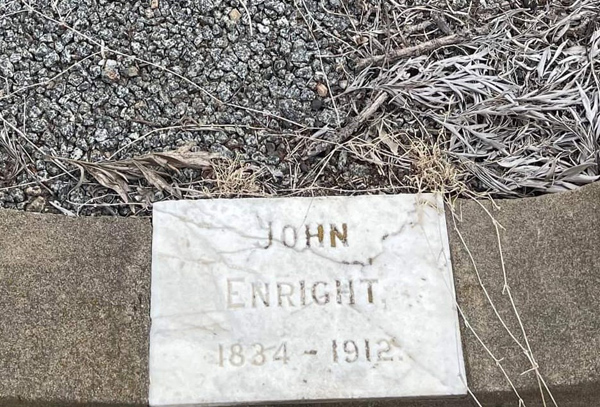 JOHN
ENRIGHT.
1834 - 1912.